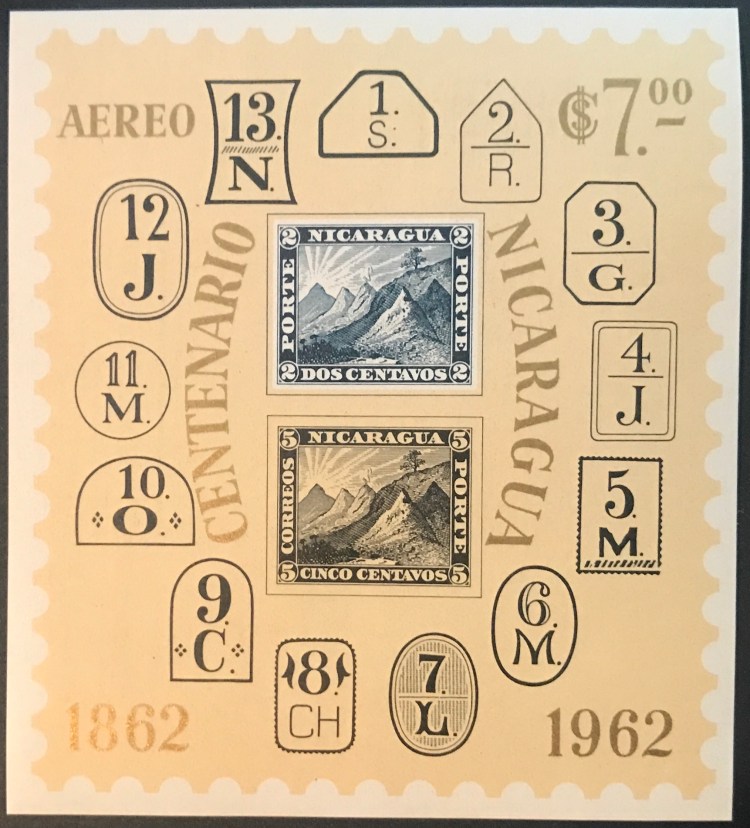 AEREO
₡7.00
1.
S.
2.
R.
3.
G.
4.
J.
5.
M.
6.
M.
7.
L.
8.
CH
9.
C.
10.
O.
11.
M.
12
J.
13.
N.
CENTENARIO
NICARAGUA
2 NICARAGUA 2
PORTE
PORTE
2 DOS CENTAVOS 2
5 NICARAGUA 5
CORREOS
PORTE
5 CINCO CENTAVOS 5
1862
1962